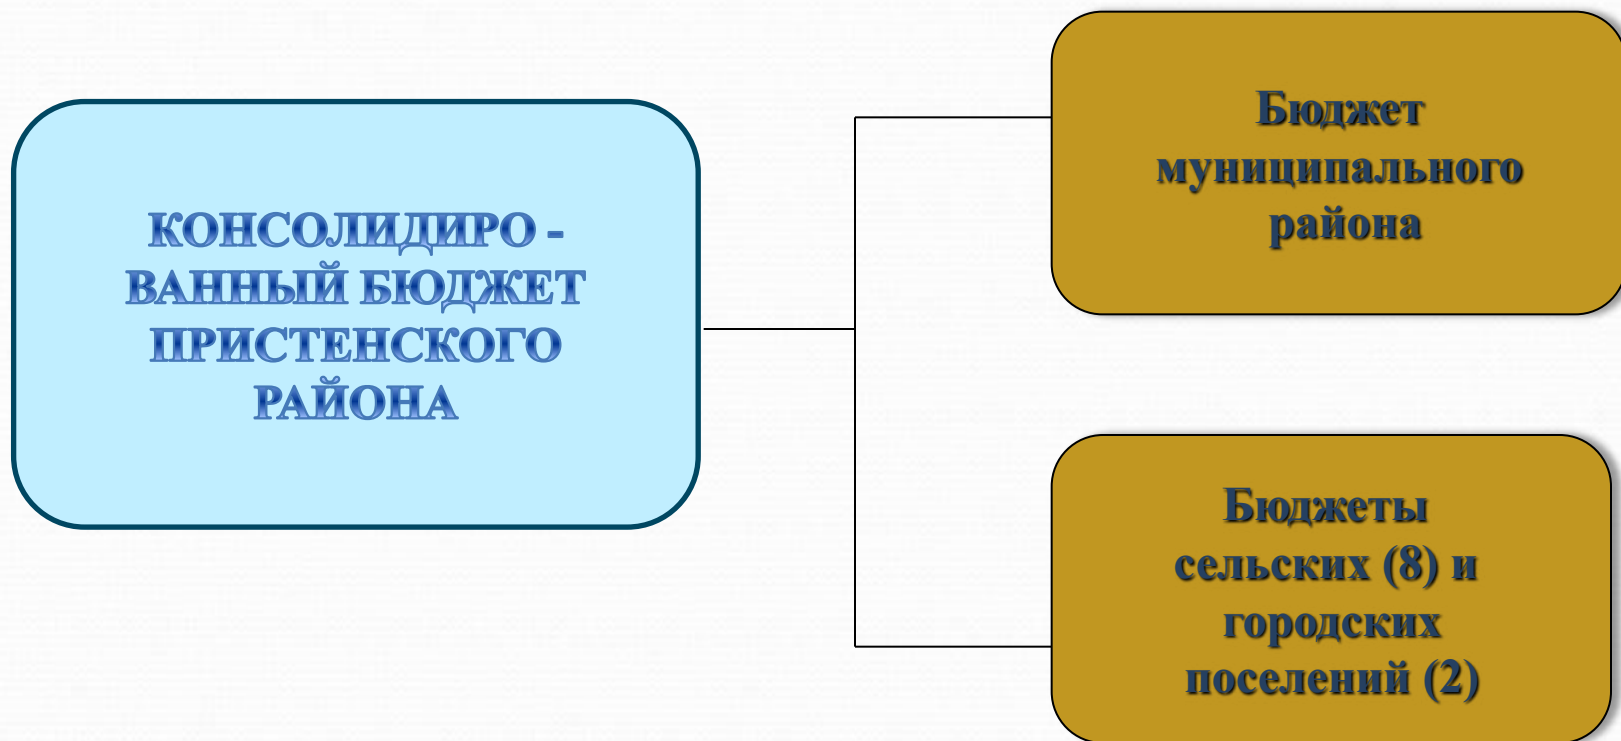 КОНСОЛИДИРО -
ВАННЫЙ БЮДЖЕТ
ПРИСТЕНСКОГО
РАЙОНА
Бюджет
муниципального
района
Бюджеты
сельских (8) и
городских
поселений (2)